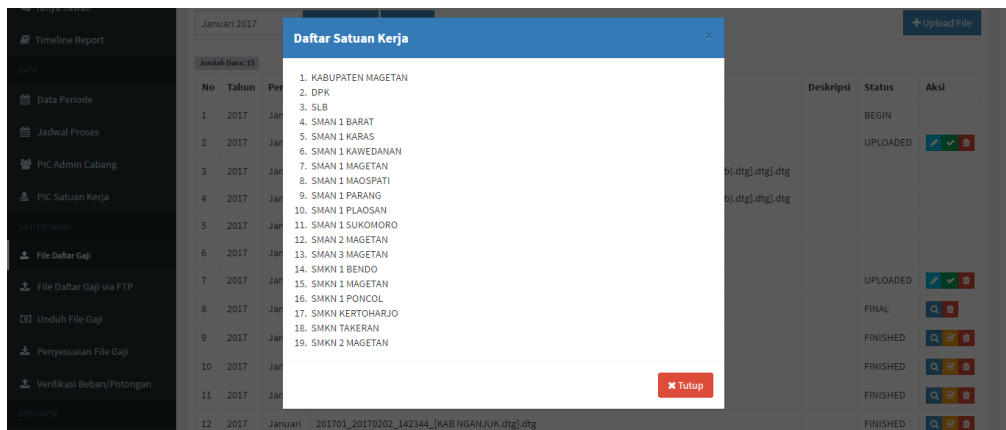 Tanya Jawab
Timeline Report
DATA
Data Periode
Jadwal Proses
PIC Admin Cabang
PIC Satuan Kerja
GAJI PEGAWAI
File Daftar Gaji
File Daftar Gaji via FTP
Unduh File Gaji
Penyesuaian File Gaji
Verifikasi Beban/Potongan
DOKUMEN
Januari 2017
Upload File
Jumlah Data: 15
Daftar Satuan Kerja
x
1. KABUPATEN MAGETAN
2. DPK
3. SLB
4. SMAN 1 BARAT
5. SMAN 1 KARAS
6. SMAN 1 KAWEDANAN
7. SMAN 1 MAGETAN
8. SMAN 1 MAOSPATI
9. SMAN 1 PARANG
10. SMAN 1 PLAOSAN
11. SMAN 1 SUKOMORO
12. SMAN 2 MAGETAN
13. SMAN 3 MAGETAN
14. SMKN 1 BENDO
15. SMKN 1 MAGETAN
16. SMKN 1 PONCOL
17. SMKN KERTOHARJO
18. SMKN TAKERAN
19. SMKN 2 MAGETAN
Tutup
No Tahun Per Deskripsi Status Aksi
1 2017 Jan BEGIN
2 2017 Jan UPLOADED
3 2017 Jan b).dtg].dtg].dtg
4 2017 Jan b).dtg].dtg].dtg
5 2017 Jan
6 2017 Jan
7 2017 Jan UPLOADED
8 2017 Jan FINAL
9 2017 Jan FINISHED
10 2017 Jan FINISHED
11 2017 Jan FINISHED
12 2017 Januari 201701_20170202_142344_[KAB NGANJUK.dtg].dtg FINISHED